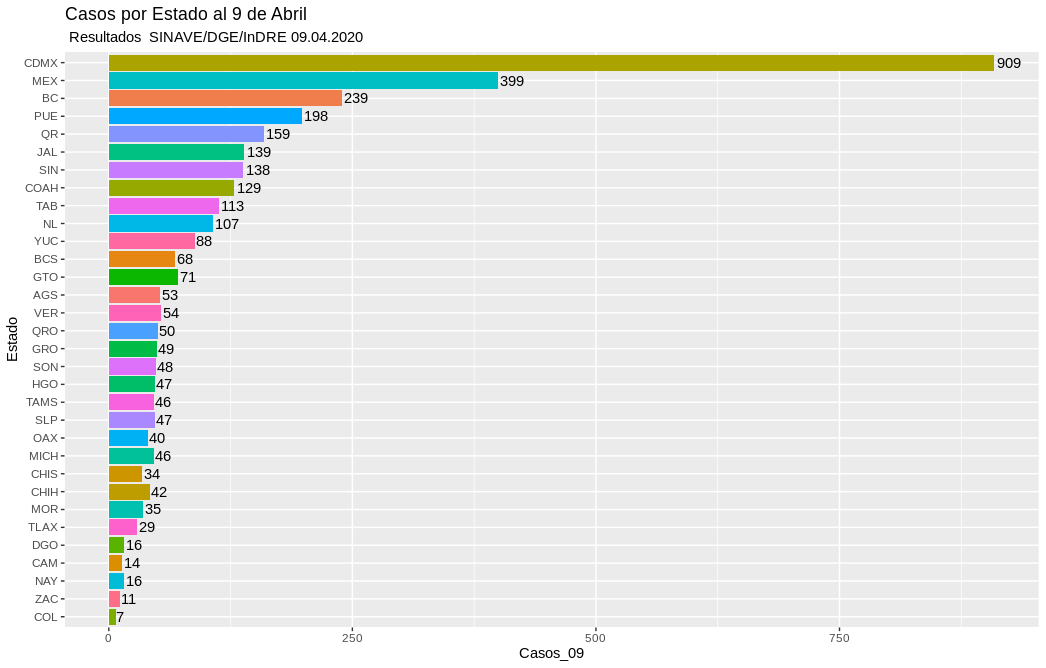 Casos por Estado al 9 de Abril
Resultados  SINAVE/DGE/InDRE 09.04.2020
CDMX 909
MEX 399
BC 239
PUE 198
QR 159
JAL 139
SIN 138
COAH 129
TAB 113
NL 107
YUC 88
BCS 68
GTO 71
AGS 53
VER 54
QRO 50
GRO 49
SON 48
HGO 47
TAMS 46
SLP 47
OAX 40
MICH 46
CHIS 34
CHIH 42
MOR 35
TLAX 29
DGO 16
CAM 14
NAY 16
ZAC 11
COL 7
Estado
0 250 500 750
Casos_09